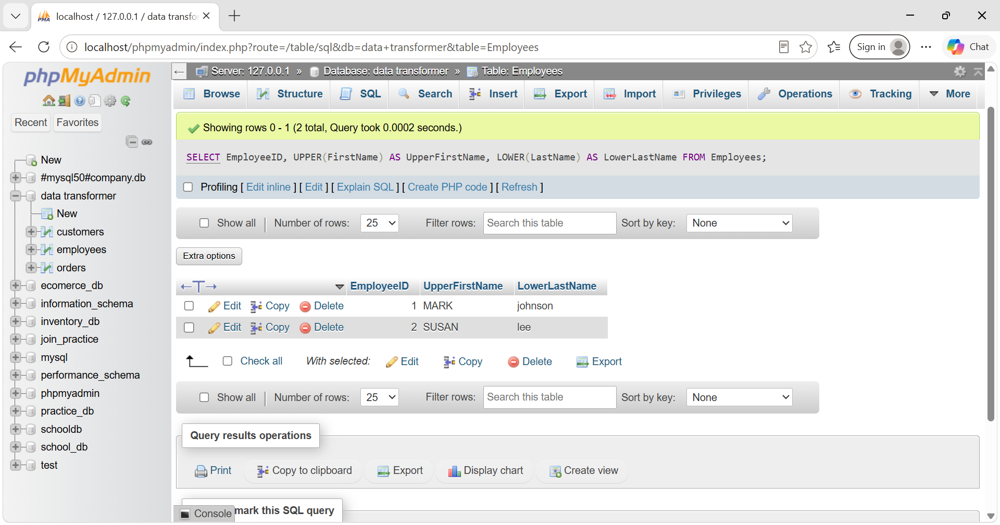 localhost / 127.0.0.1 / data transfo
localhost/phpmyadmin/index.php?route=/table/sql&db=data+transformer&table=Employees
Sign in
Chat
phpMyAdmin
Recent
Favorites
New
#mysql50#company.db
data transformer
New
customers
employees
orders
ecomerce_db
information_schema
inventory_db
join_practice
mysql
performance_schema
phpmyadmin
practice_db
schooldb
school_db
test
Server: 127.0.0.1 » Database: data transformer » Table: Employees
Browse Structure SQL Search Insert Export Import Privileges Operations Tracking More
Showing rows 0 - 1 (2 total, Query took 0.0002 seconds.)
SELECT EmployeeID, UPPER(FirstName) AS UpperFirstName, LOWER(LastName) AS LowerLastName FROM Employees;
Profiling [ Edit inline ] [ Edit ] [ Explain SQL ] [ Create PHP code ] [ Refresh ]
Show all | Number of rows: 25 Filter rows: Search this table Sort by key: None
Extra options
EmployeeID UpperFirstName LowerLastName
Edit Copy Delete 1 MARK johnson
Edit Copy Delete 2 SUSAN lee
Check all With selected: Edit Copy Delete Export
Show all | Number of rows: 25 Filter rows: Search this table Sort by key: None
Query results operations
Print Copy to clipboard Export Display chart Create view
Console
mark this SQL query